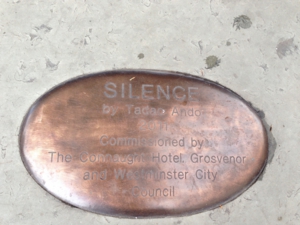 SILENCE
by Tadao Ando
Commissioned by
The Connaught Hotel, Grosvenor
and Westminster City
Council